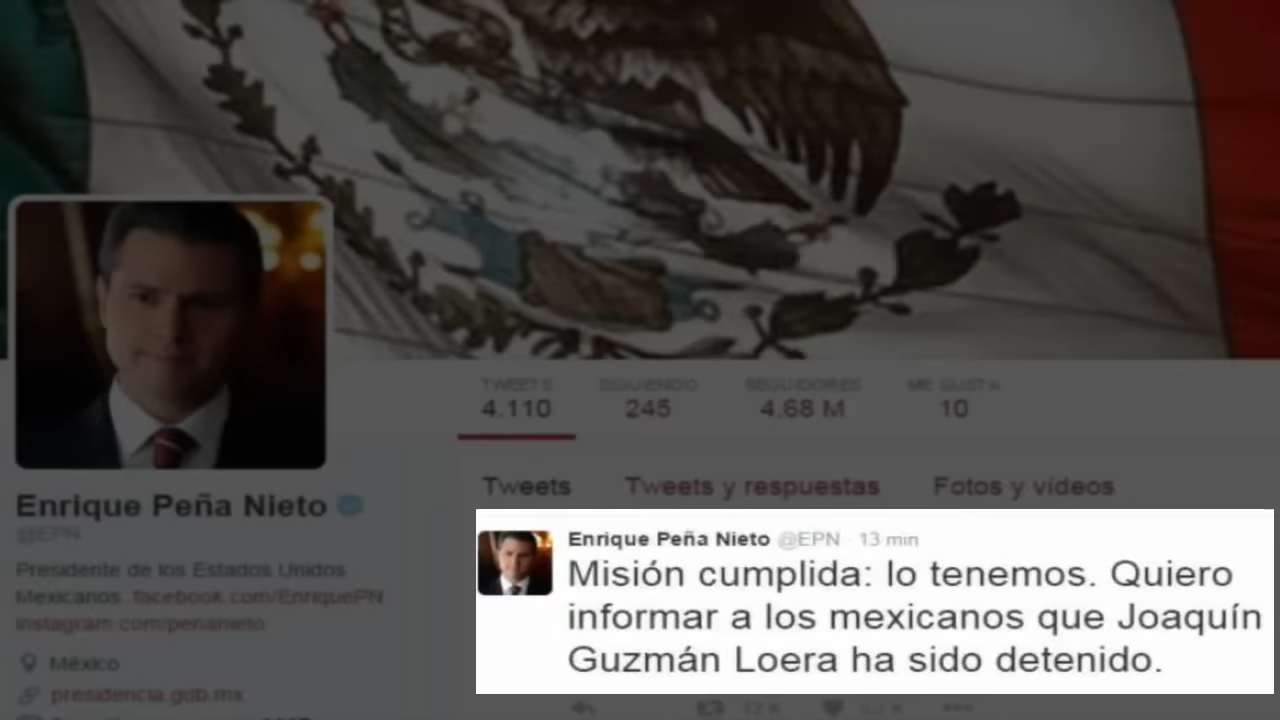 TWEETS SIGUIENDO SEGUIDORES ME GUSTA
4.110 245 4,68 M 10
Tweets Tweets y respuestas Fotos y vídeos
Enrique Peña Nieto
@EPN
Presidente de los Estados Unidos
Mexicanos. facebook.com/EnriquePN
instagram.com/penanieto
México
presidencia.gob.mx
Enrique Peña Nieto @EPN · 13 min
Misión cumplida: lo tenemos. Quiero
informar a los mexicanos que Joaquín
Guzmán Loera ha sido detenido.